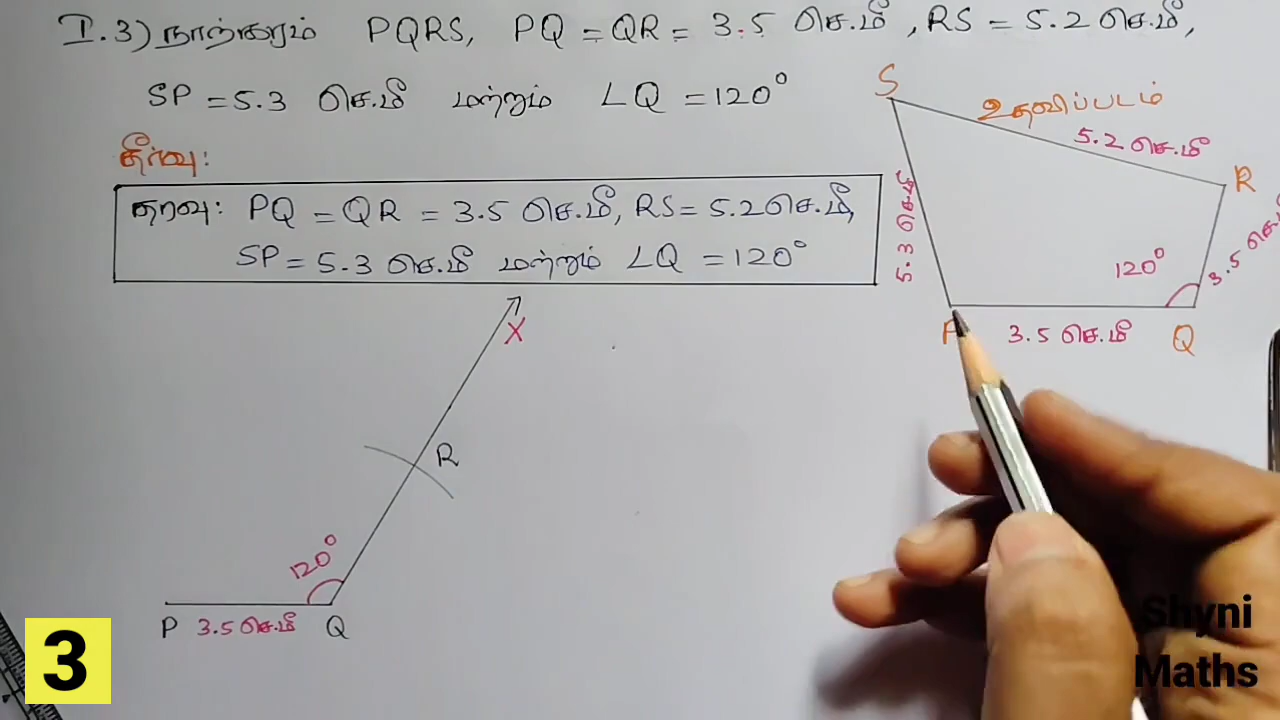 I.3) நாற்கரம் PQRS, PQ = QR = 3.5 செ.மீ, RS = 5.2 செ.மீ,
SP = 5.3 செ.மீ மற்றும் ∠Q = 120°
தீர்வு:
தரவு: PQ = QR = 3.5 செ.மீ, RS = 5.2 செ.மீ,
SP = 5.3 செ.மீ மற்றும் ∠Q = 120°
S
உதவிப்படம்
5.2 செ.மீ
R
5.3 செ.மீ
120°
3.5 செ.மீ
P 3.5 செ.மீ Q
X
R
120°
P 3.5 செ.மீ Q
3
Shyni
Maths